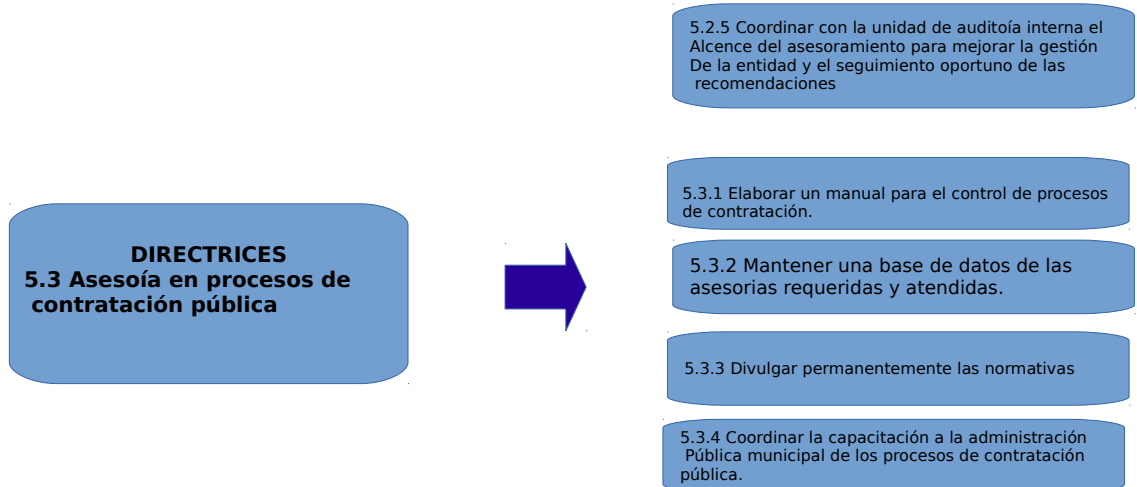 5.2.5 Coordinar con la unidad de auditoía interna el
Alcence del asesoramiento para mejorar la gestión
De la entidad y el seguimiento oportuno de las
recomendaciones
DIRECTRICES
5.3 Asesoía en procesos de
contratación pública
5.3.1 Elaborar un manual para el control de procesos
de contratación.
5.3.2 Mantener una base de datos de las
asesorias requeridas y atendidas.
5.3.3 Divulgar permanentemente las normativas
5.3.4 Coordinar la capacitación a la administración
Pública municipal de los procesos de contratación
pública.